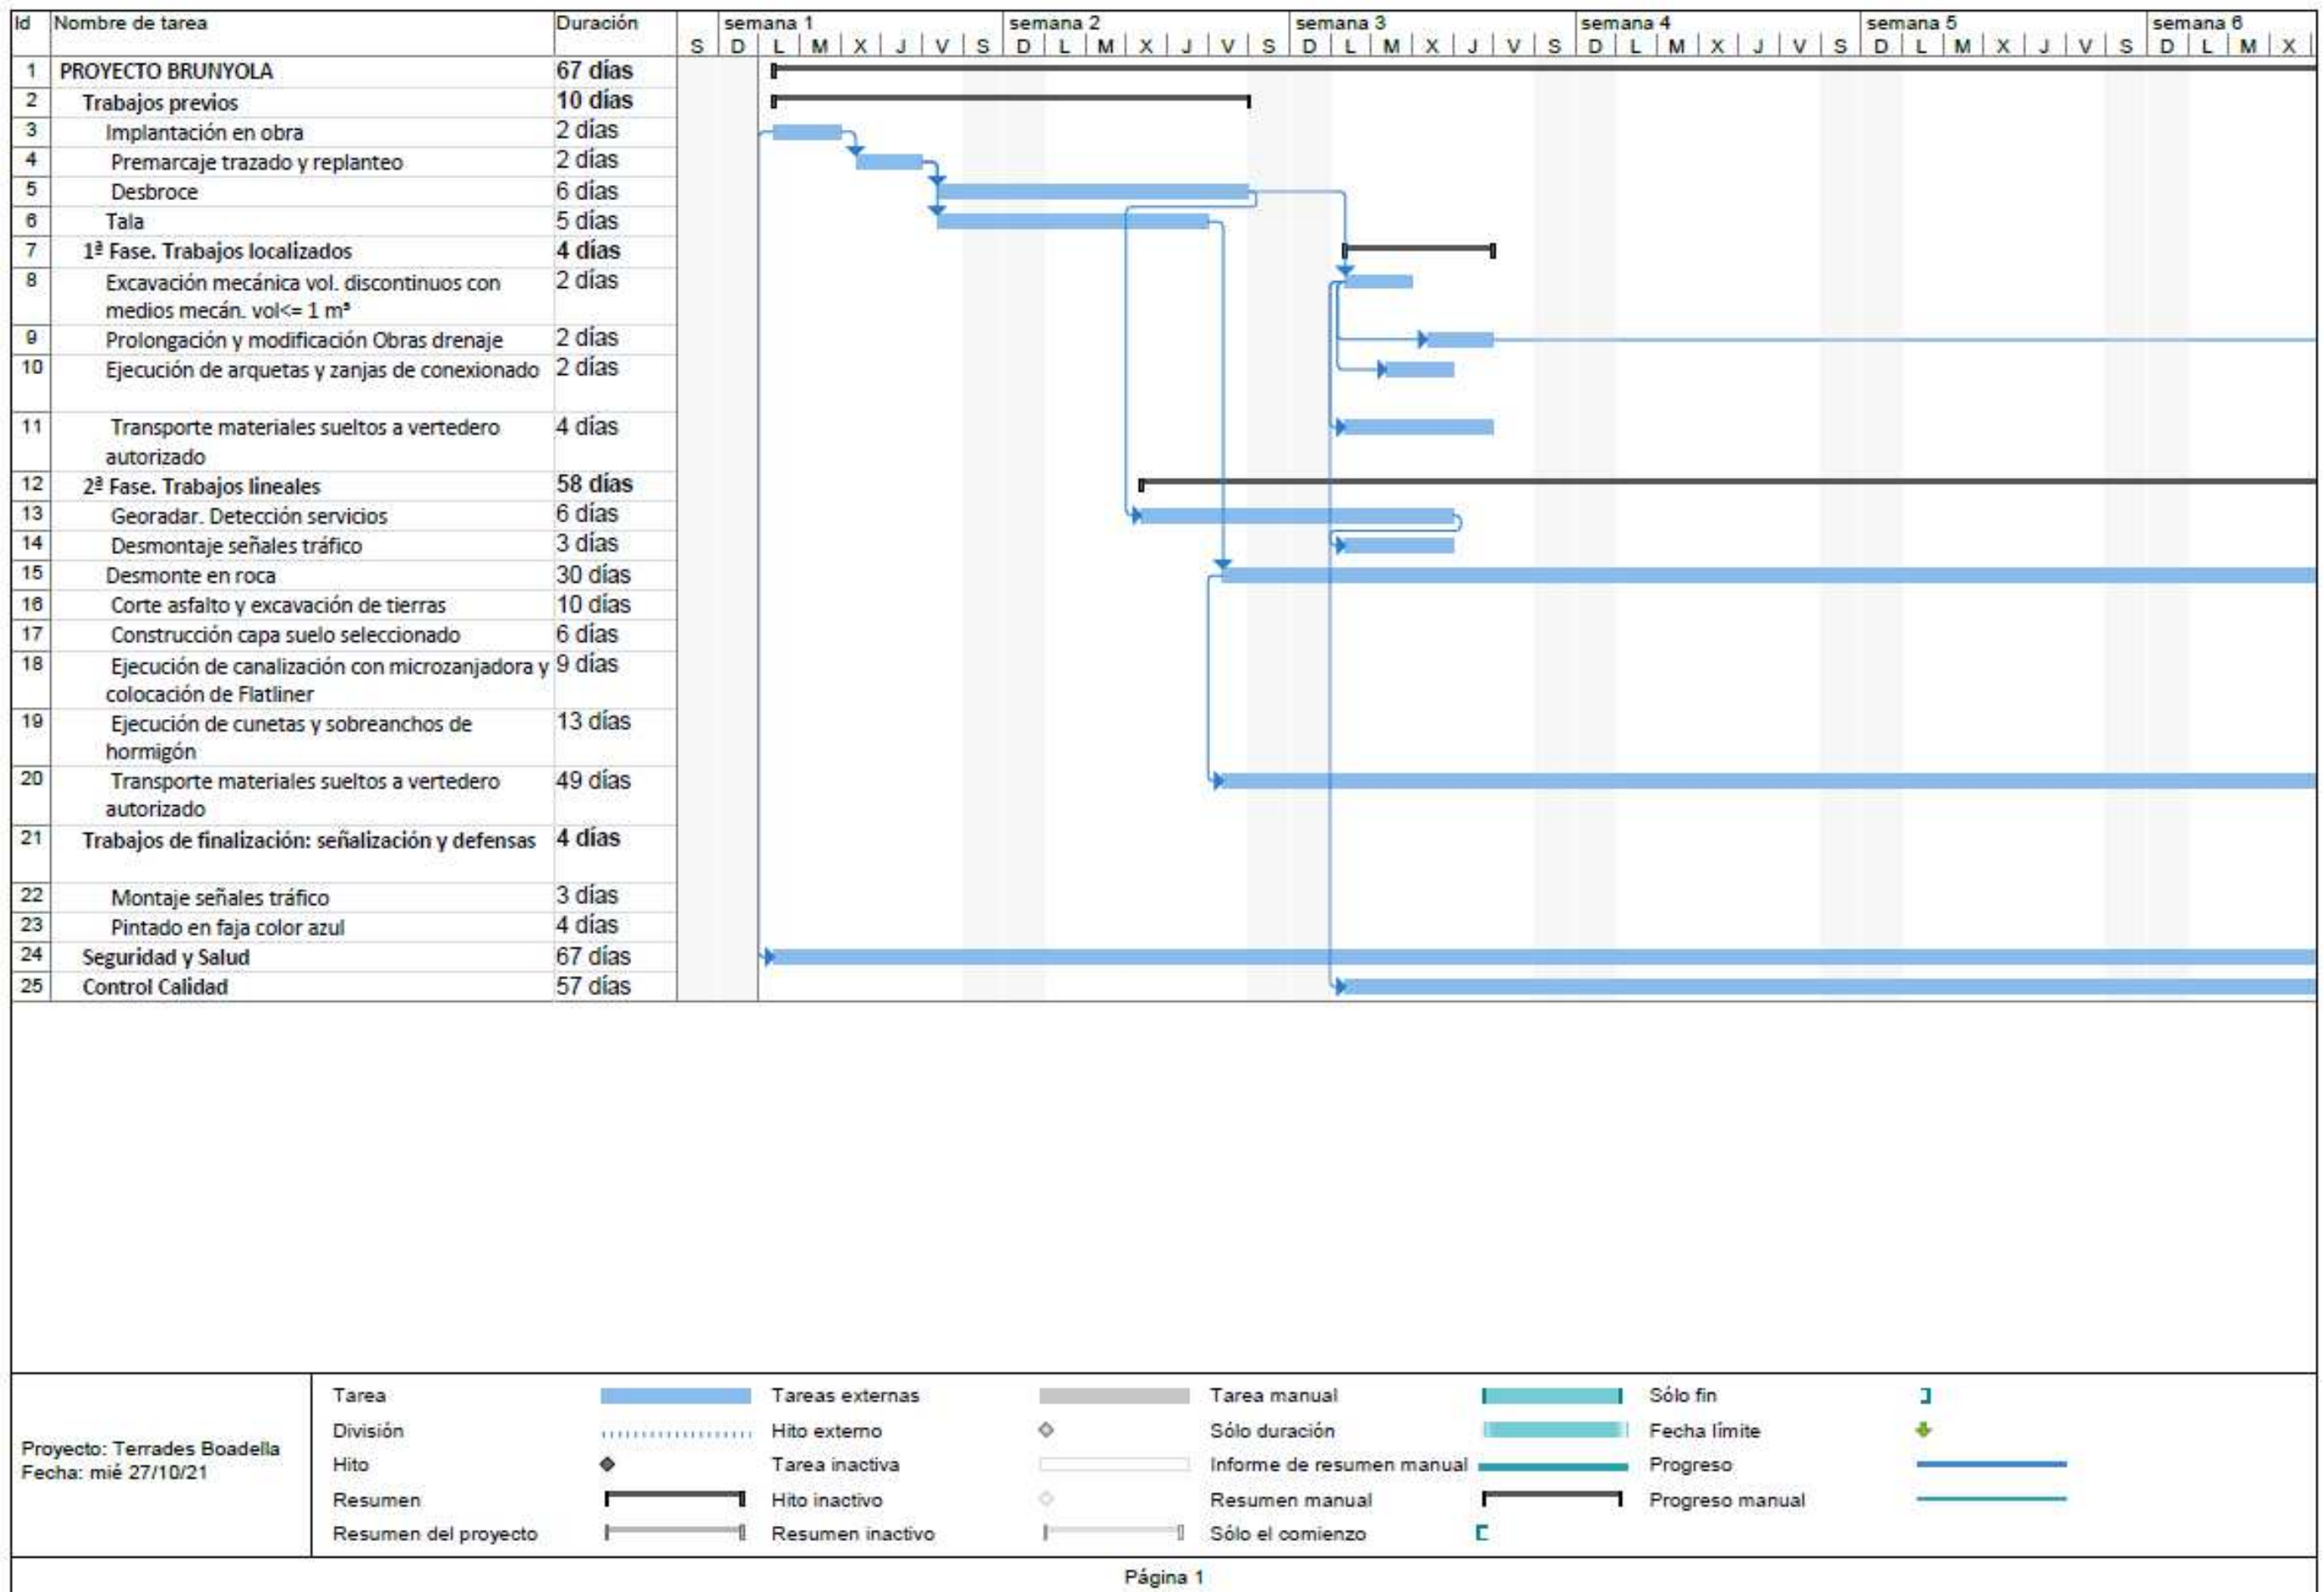 Id Nombre de tarea Duración semana 1 semana 2 semana 3 semana 4 semana 5 semana 6
S D L M X J V S D L M X J V S D L M X J V S D L M X J V S D L M X J V S D L M X
1 PROYECTO BRUNYOLA 67 días
2 Trabajos previos 10 días
3 Implantación en obra 2 días
4 Premarcaje trazado y replanteo 2 días
5 Desbroce 6 días
6 Tala 5 días
7 1ª Fase. Trabajos localizados 4 días
8 Excavación mecánica vol. discontinuos con 2 días
medios mecán. vol<= 1 m³
9 Prolongación y modificación Obras drenaje 2 días
10 Ejecución de arquetas y zanjas de conexionado 2 días
11 Transporte materiales sueltos a vertedero 4 días
autorizado
12 2ª Fase. Trabajos lineales 58 días
13 Georadar. Detección servicios 6 días
14 Desmontaje señales tráfico 3 días
15 Desmonte en roca 30 días
16 Corte asfalto y excavación de tierras 10 días
17 Construcción capa suelo seleccionado 6 días
18 Ejecución de canalización con microzanjadora y 9 días
colocación de Flatliner
19 Ejecución de cunetas y sobreanchos de 13 días
hormigón
20 Transporte materiales sueltos a vertedero 49 días
autorizado
21 Trabajos de finalización: señalización y defensas 4 días
22 Montaje señales tráfico 3 días
23 Pintado en faja color azul 4 días
24 Seguridad y Salud 67 días
25 Control Calidad 57 días
Proyecto: Terrades Boadella
Fecha: mié 27/10/21
Tarea Tareas externas Tarea manual Sólo fin
División Hito externo Sólo duración Fecha límite
Hito Tarea inactiva Informe de resumen manual Progreso
Resumen Hito inactivo Resumen manual Progreso manual
Resumen del proyecto Resumen inactivo Sólo el comienzo
Página 1